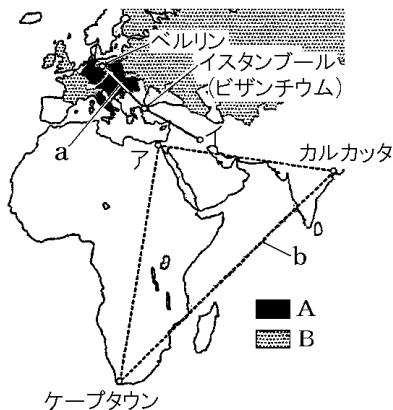 ベルリン
イスタンブール
(ビザンチウム)
a
ア
カルカッタ
b
A
B
ケープタウン